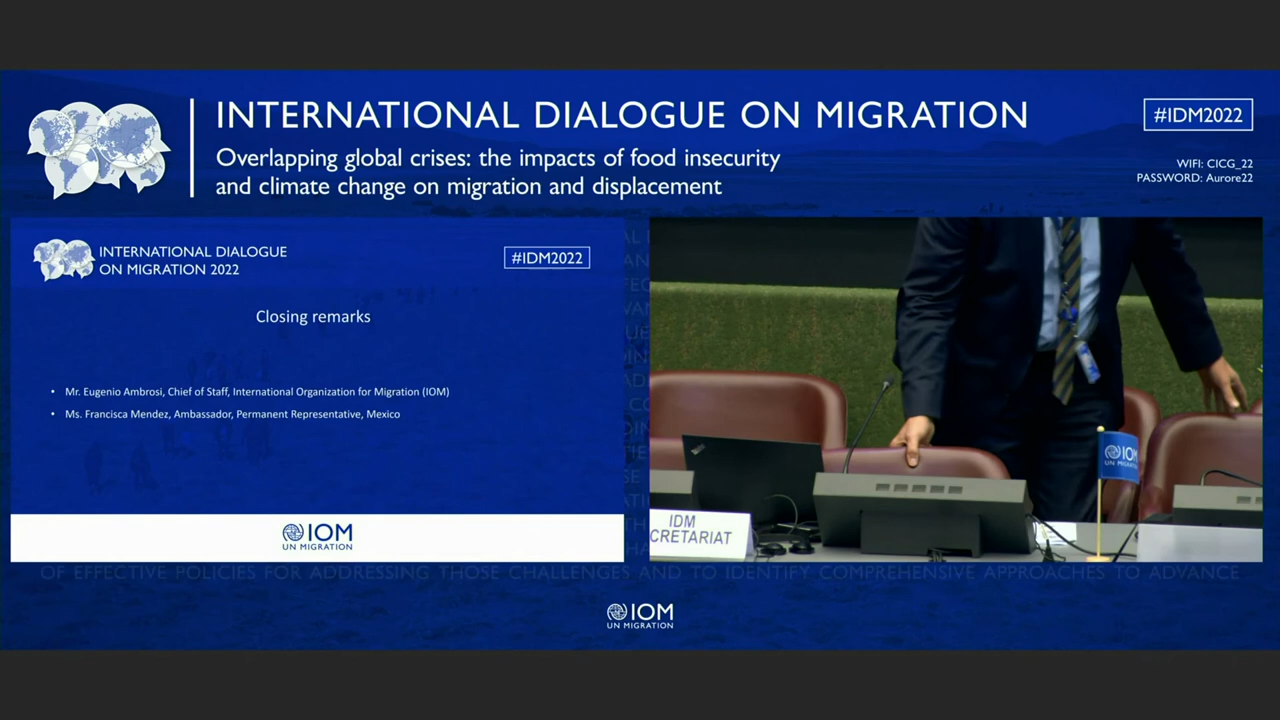 INTERNATIONAL DIALOGUE ON MIGRATION
Overlapping global crises: the impacts of food insecurity
and climate change on migration and displacement
#IDM2022
WIFI: CICG_22
PASSWORD: Aurore22
INTERNATIONAL DIALOGUE
ON MIGRATION 2022
#IDM2022
Closing remarks
• Mr. Eugenio Ambrosi, Chief of Staff, International Organization for Migration (IOM)
• Ms. Francisca Mendez, Ambassador, Permanent Representative, Mexico
IOM
UN MIGRATION
IDM
CRETARIAT
IOM
UN MIGRATION
OF EFFECTIVE POLICIES FOR ADDRESSING THOSE CHALLENGES AND TO IDENTIFY COMPREHENSIVE APPROACHES TO ADVANCE
IOM
UN MIGRATION